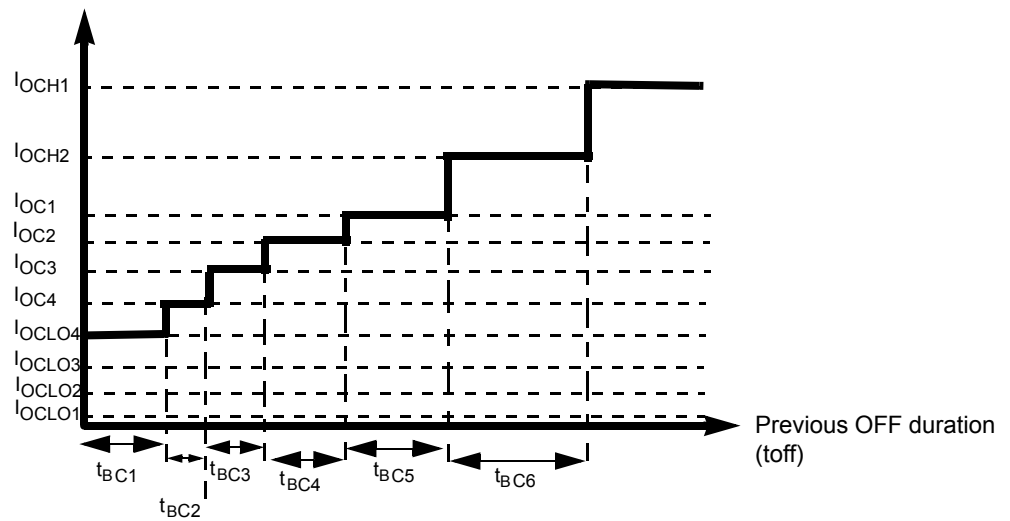 IOCH1
IOCH2
IOC1
IOC2
IOC3
IOC4
IOCLO4
IOCLO3
IOCLO2
IOCLO1
Previous OFF duration
(toff)
tBC1
tBC2
tBC3
tBC4
tBC5
tBC6